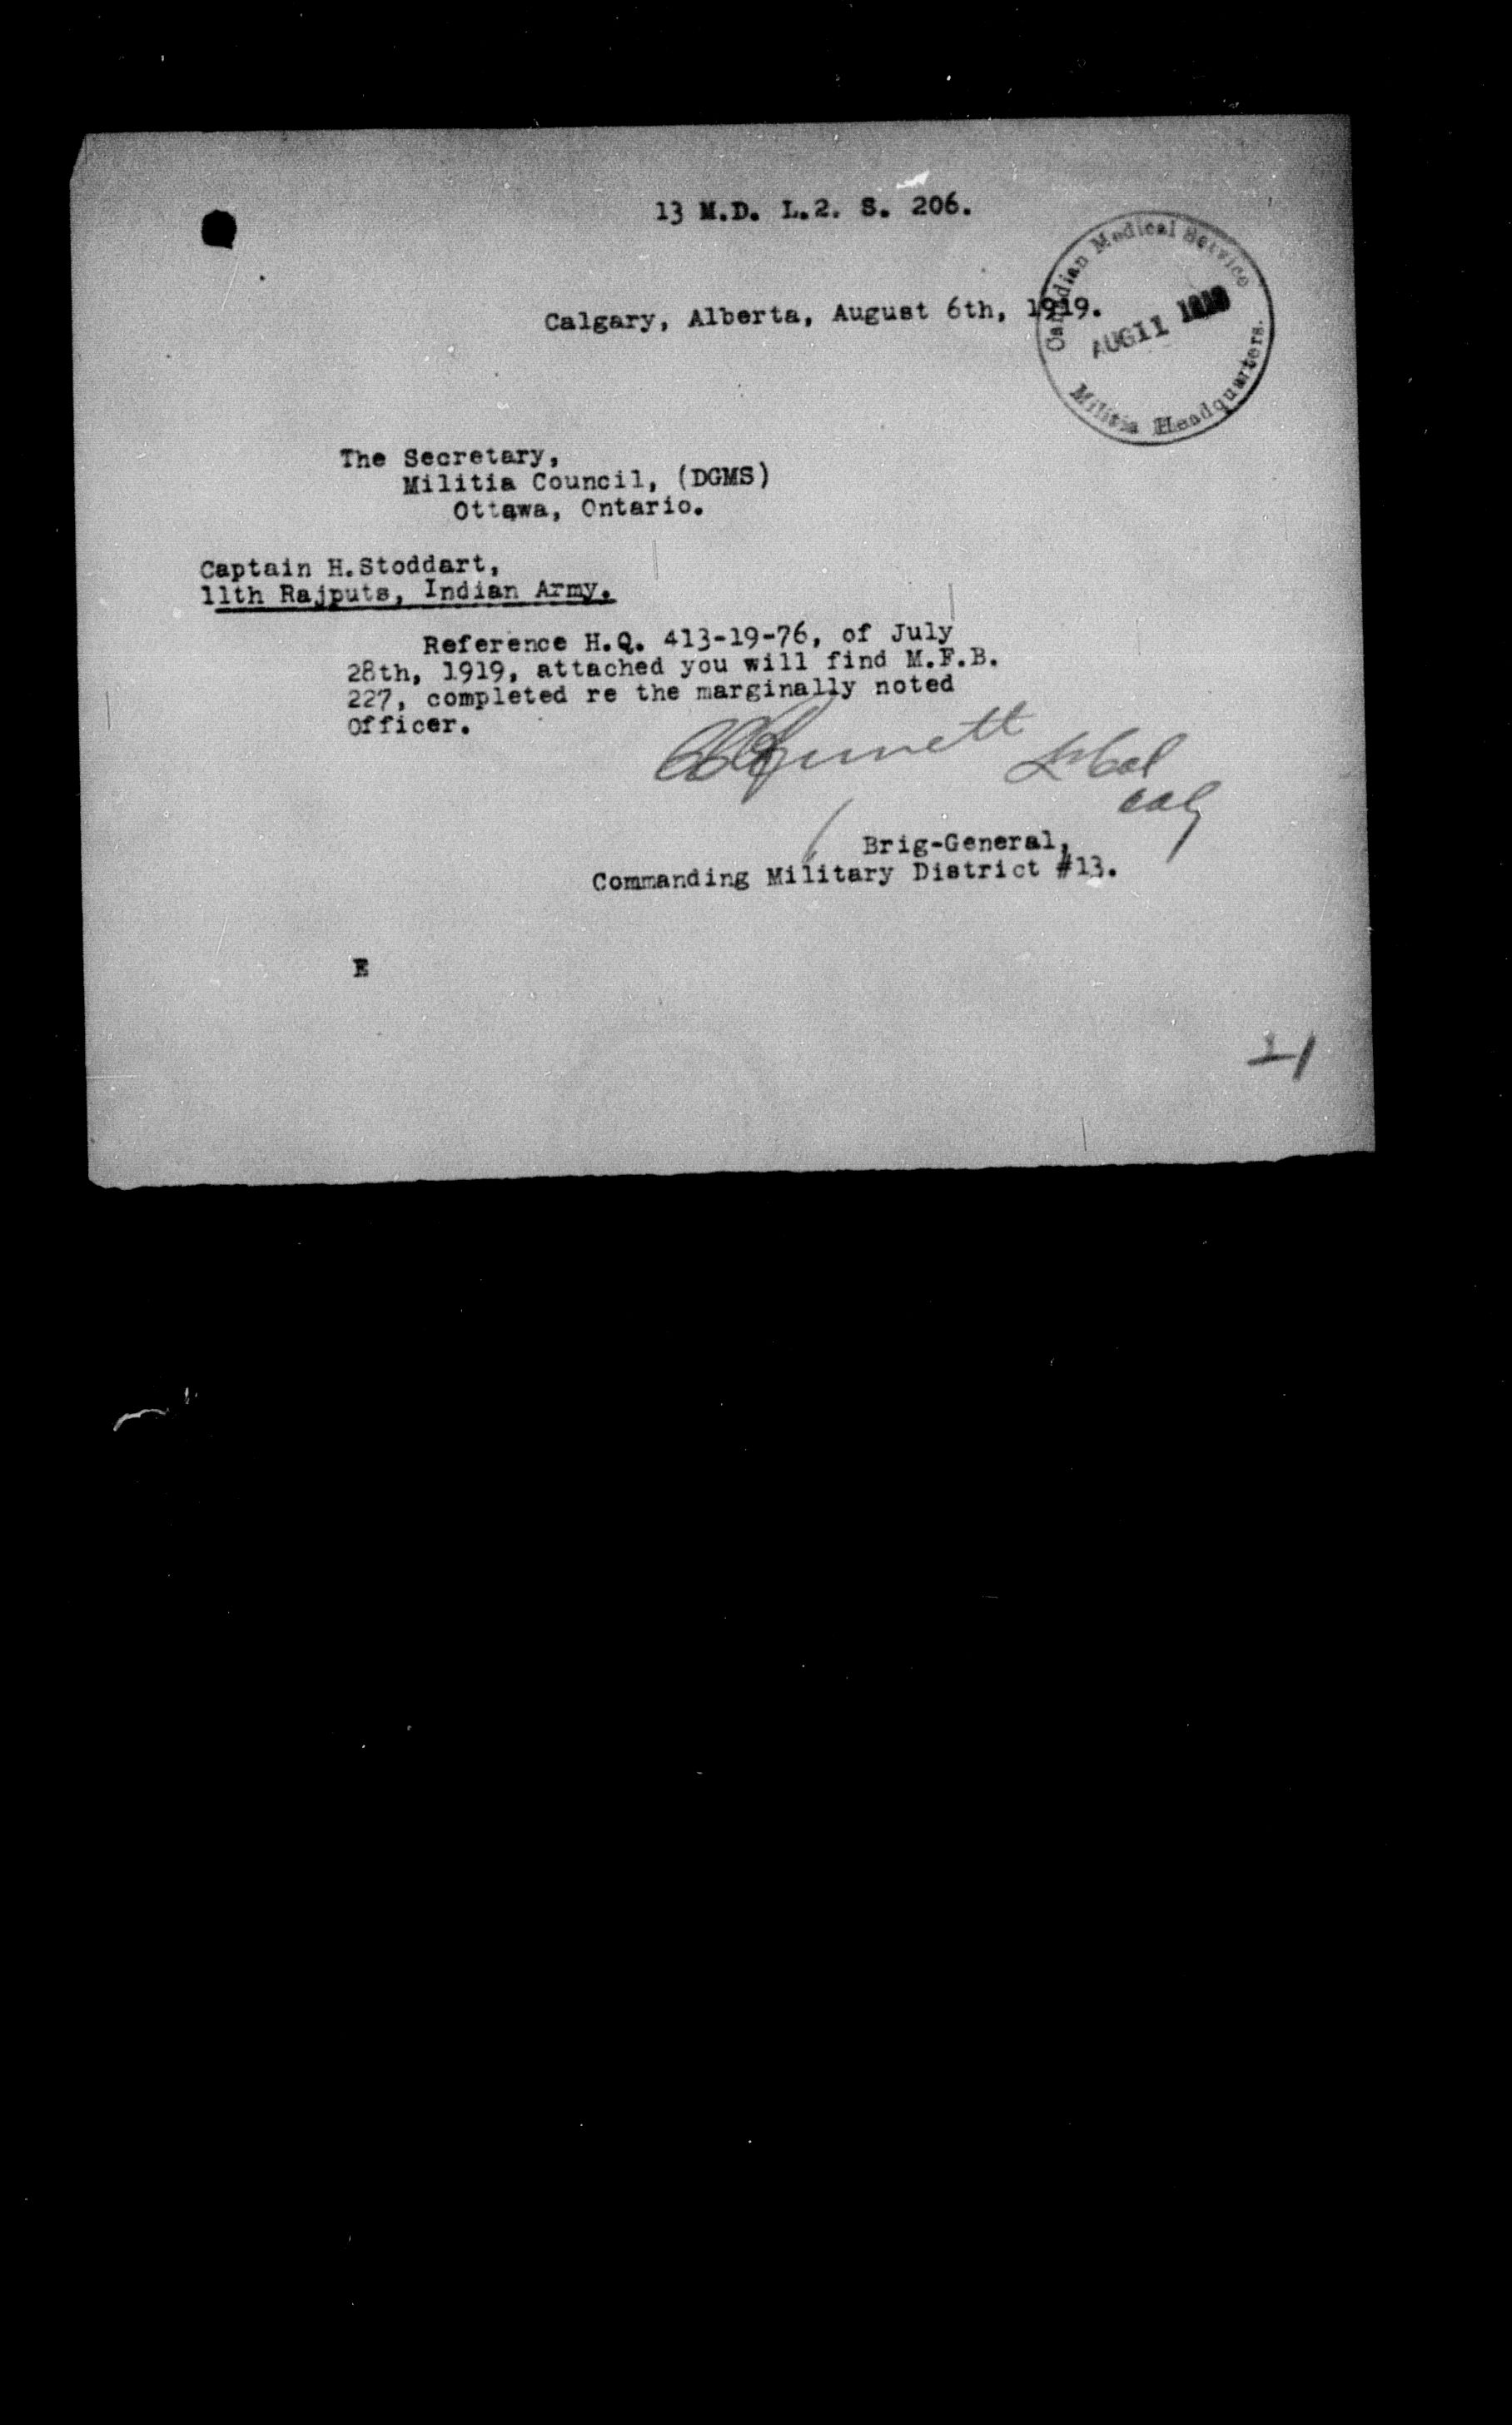 13 M.D. L.2. S. 206.
Canadian Medical Service
AUG 11 1919
Militia Headquarters.
Calgary, Alberta, August 6th, 1919.
The Secretary,
Militia Council, (DGMS)
Ottawa, Ontario.
Captain H.Stoddart,
11th Rajputs, Indian Army.
Reference H.Q. 413-19-76, of July
28th, 1919, attached you will find M.F.B.
227, completed re the marginally noted
Officer.
Brig-General,
Commanding Military District #13.
E